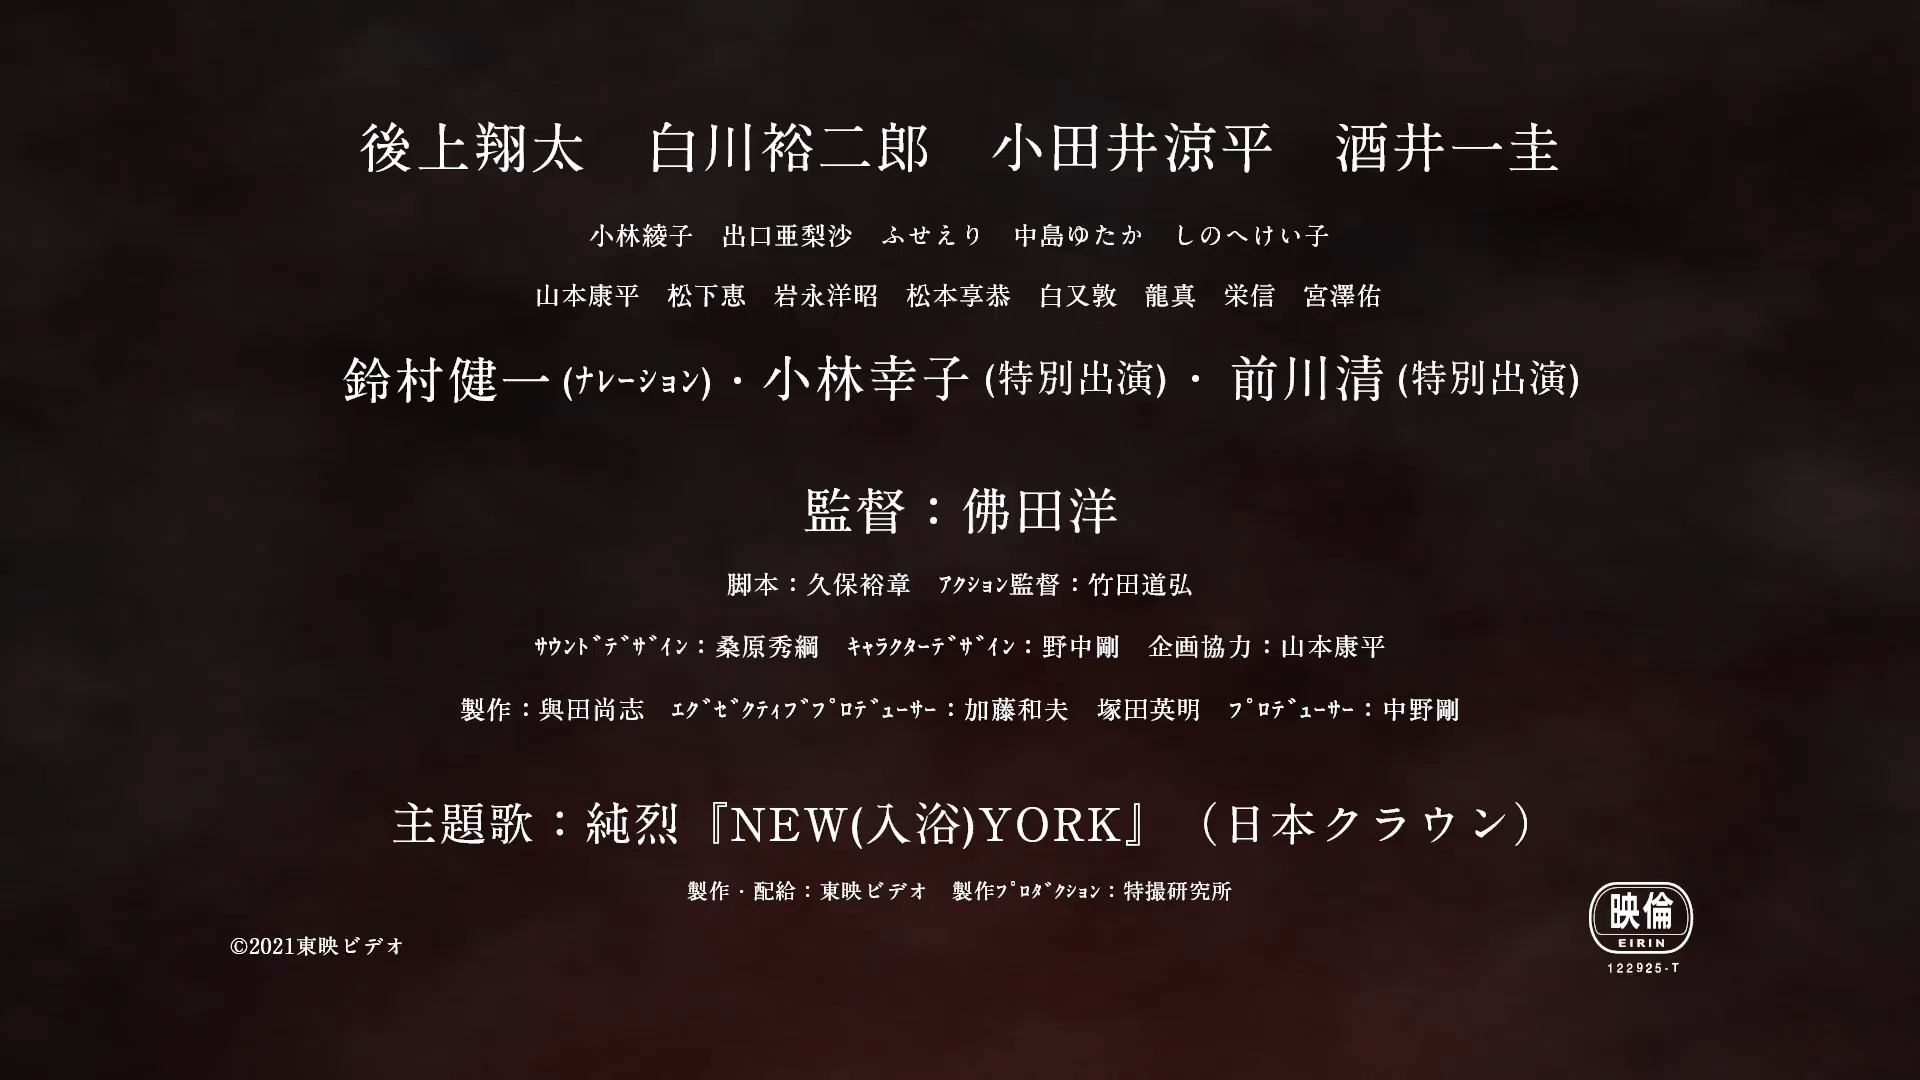 後上翔太　白川裕二郎　小田井涼平　酒井一圭
小林綾子　出口亜梨沙　ふせえり　中島ゆたか　しのへけい子
山本康平　松下恵　岩永洋昭　松本享恭　白又敦　龍真　栄信　宮澤佑
鈴村健一(ﾅﾚｰｼｮﾝ)・小林幸子(特別出演)・前川清(特別出演)
監督：佛田洋
脚本：久保裕章　ｱｸｼｮﾝ監督：竹田道弘
ｻｳﾝﾄﾞﾃﾞｻﾞｲﾝ：桑原秀綱　ｷｬﾗｸﾀｰﾃﾞｻﾞｲﾝ：野中剛　企画協力：山本康平
製作：與田尚志　ｴｸﾞｾﾞｸﾃｨﾌﾞﾌﾟﾛﾃﾞｭｰｻｰ：加藤和夫　塚田英明　ﾌﾟﾛﾃﾞｭｰｻｰ：中野剛
主題歌：純烈『NEW(入浴)YORK』（日本クラウン）
製作・配給：東映ビデオ　製作ﾌﾟﾛﾀﾞｸｼｮﾝ：特撮研究所
©2021東映ビデオ
映倫
EIRIN
122925-T